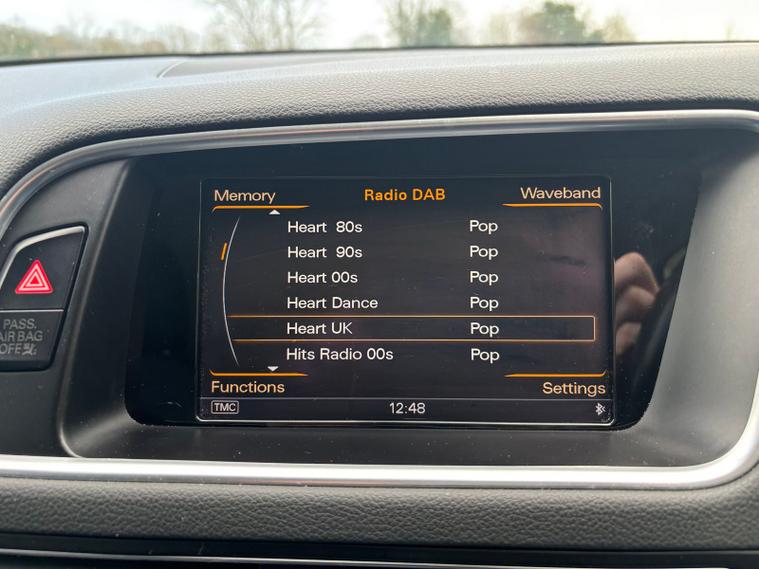 Memory Radio DAB Waveband
Heart 80s Pop
Heart 90s Pop
Heart 00s Pop
Heart Dance Pop
Heart UK Pop
Hits Radio 00s Pop
Functions Settings
TMC 12:48
PASS.
AIR BAG
OFF